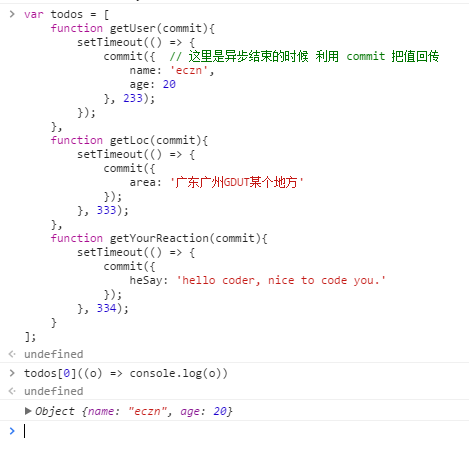 > var todos = [
    function getUser(commit){
        setTimeout(() => {
            commit({  // 这里是异步结束的时候 利用 commit 把值回传
                name: 'eczn',
                age: 20
            }, 233);
        });
    },
    function getLoc(commit){
        setTimeout(() => {
            commit({
                area: '广东广州GDUT某个地方'
            });
        }, 333);
    },
    function getYourReaction(commit){
        setTimeout(() => {
            commit({
                heSay: 'hello coder, nice to code you.'
            });
        }, 334);
    }
];
undefined
> todos[0]((o) => console.log(o))
undefined
▶ Object {name: "eczn", age: 20}
>